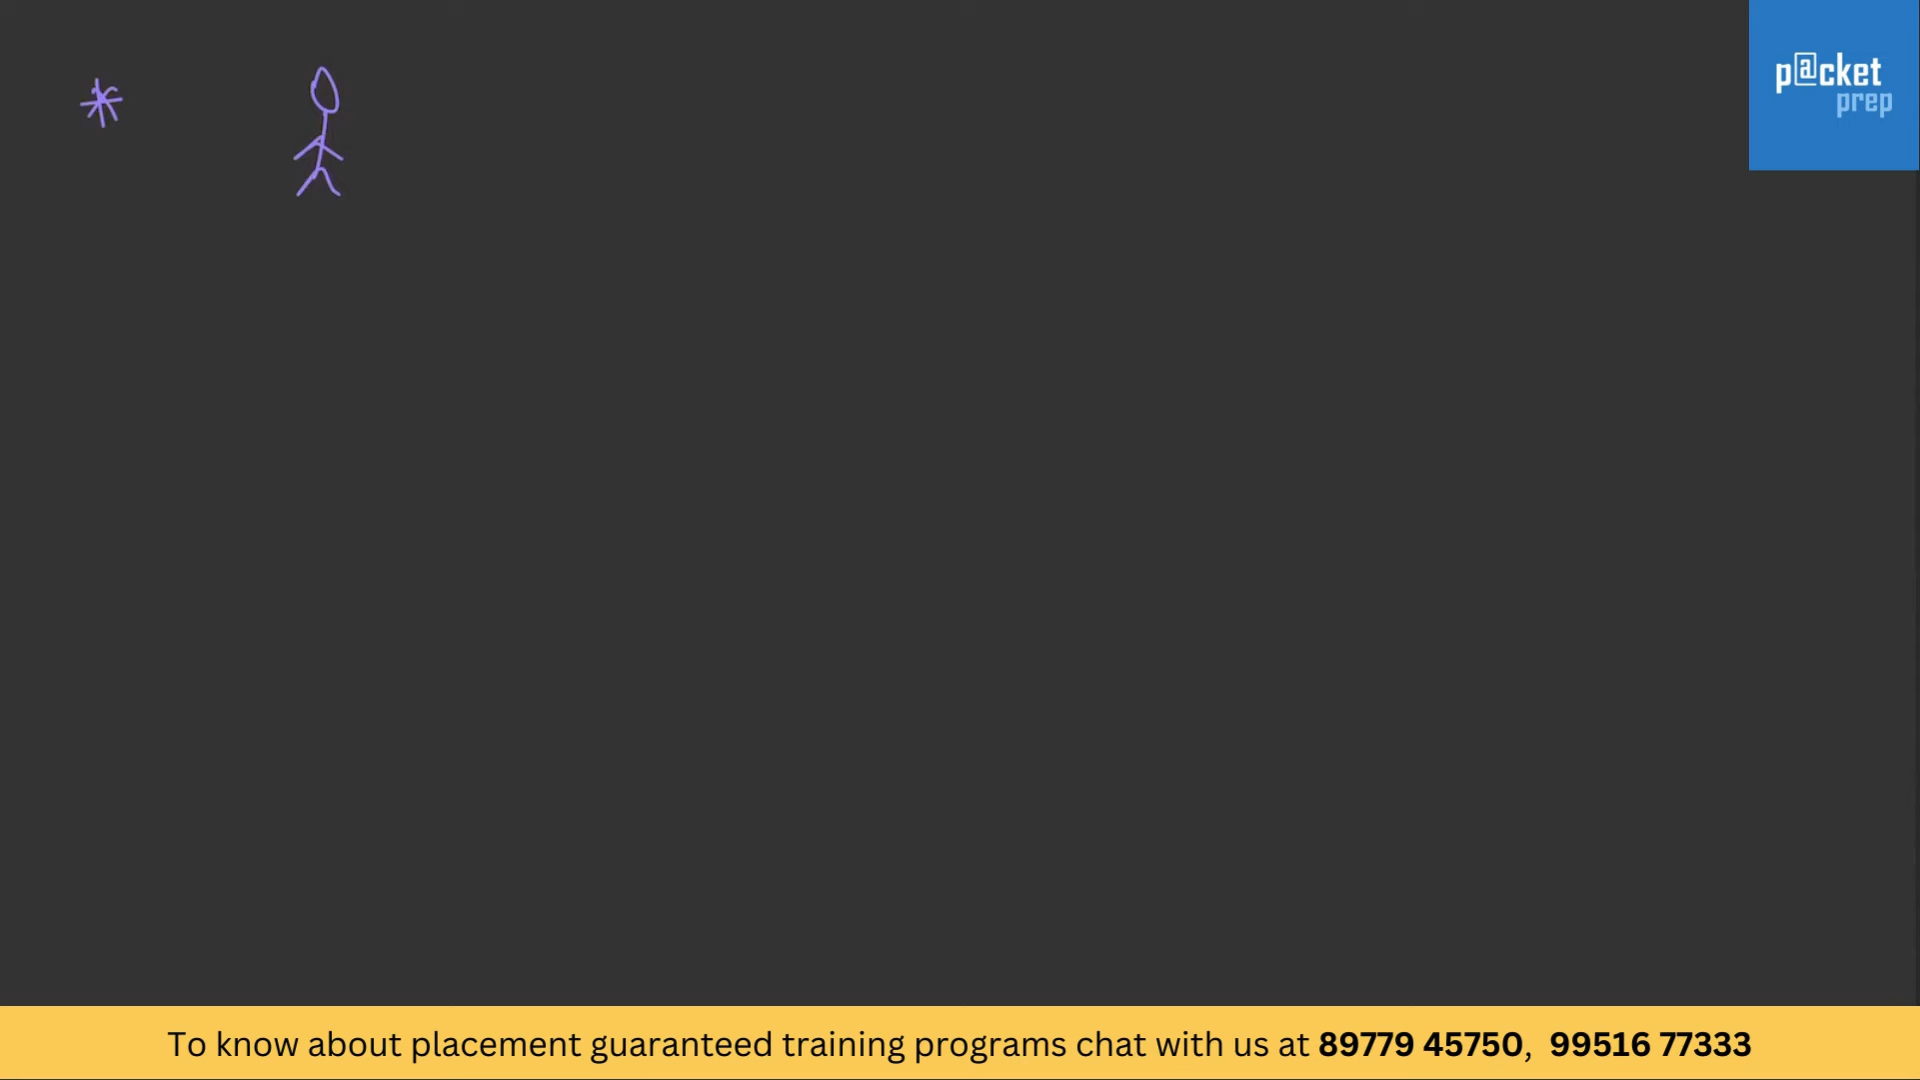 *
p@cket
prep
To know about placement guaranteed training programs chat with us at 89779 45750, 99516 77333